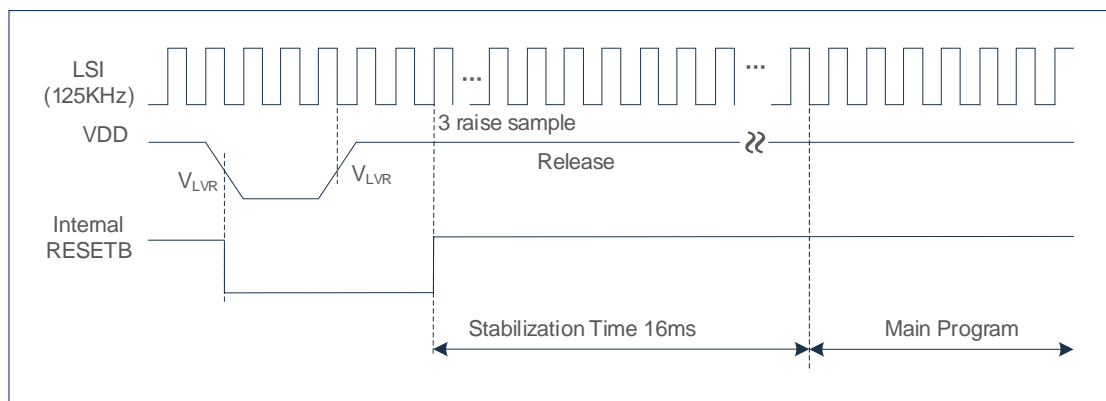 LSI
(125KHz)
...
...
3 raise sample
VDD
Release
VLVR
VLVR
Internal
RESETB
Stabilization Time 16ms
Main Program